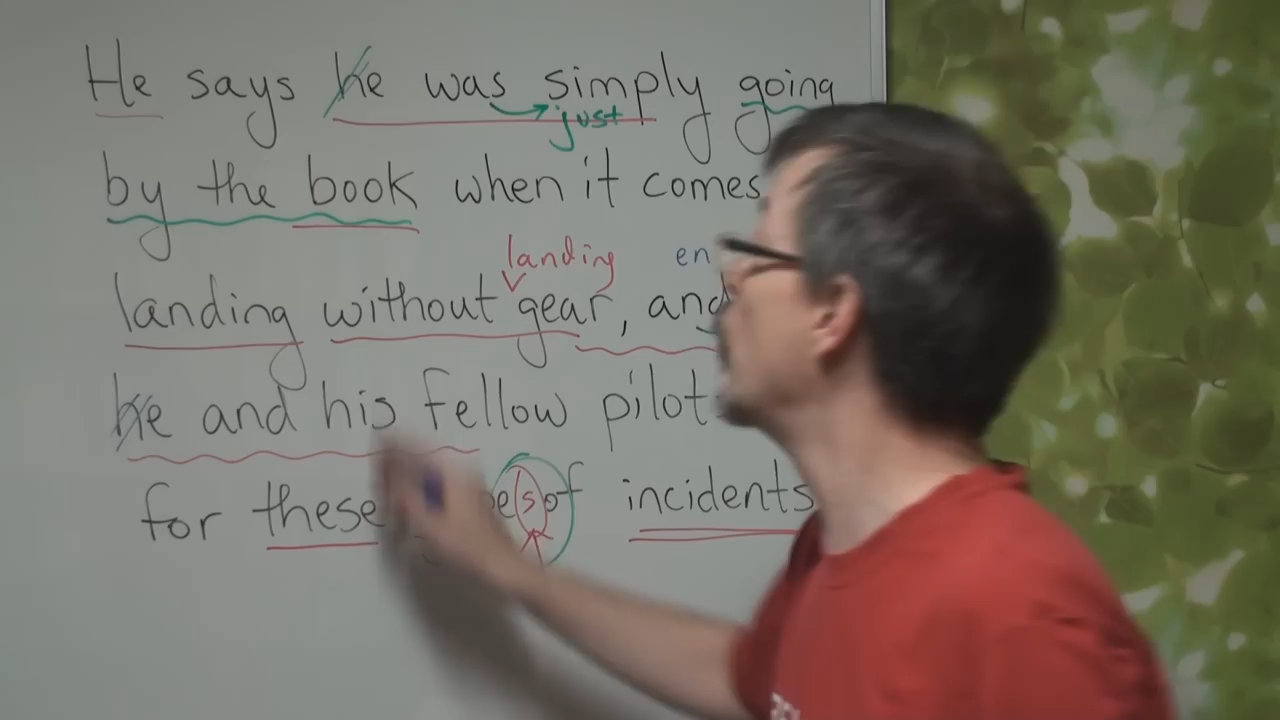 He says he was simply going
just
by the book when it comes
landing en
landing without gear, and
he and his fellow pilot
for these of incidents
s